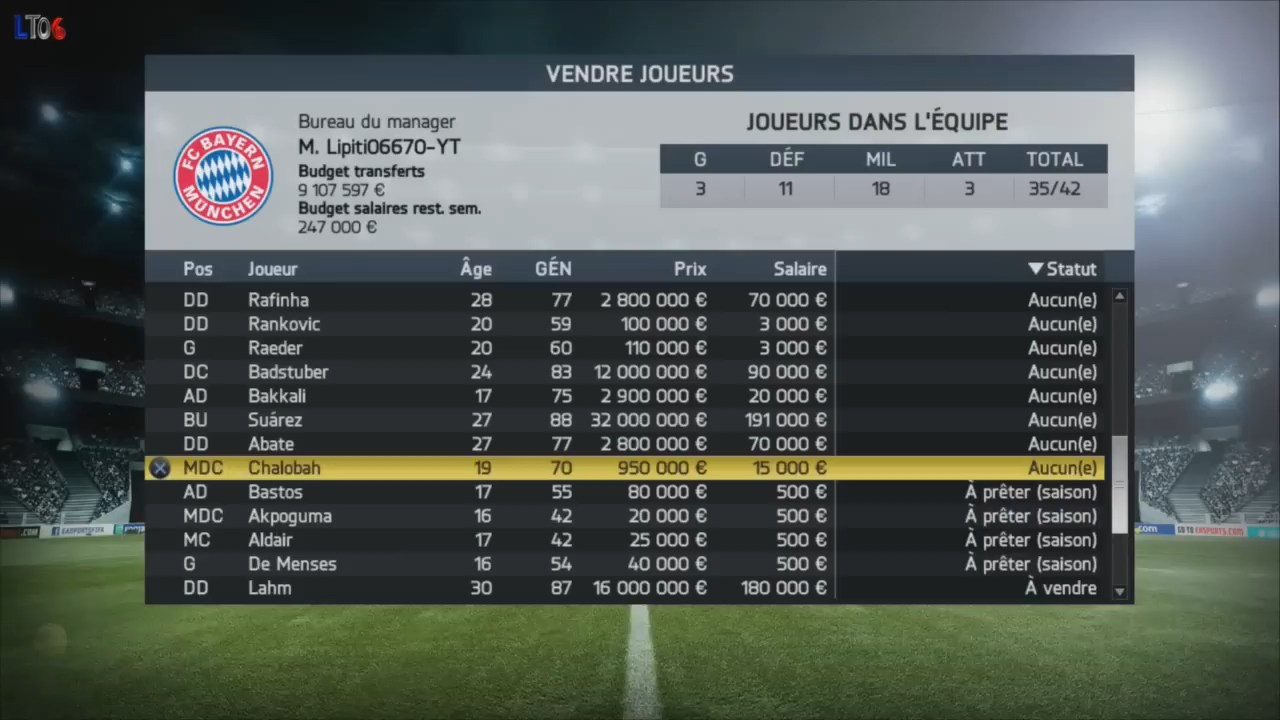 LTO6
VENDRE JOUEURS
FC BAYERN
MÜNCHEN
Bureau du manager
M. Lipiti06670-YT
Budget transferts
9 107 597 €
Budget salaires rest. sem.
247 000 €
JOUEURS DANS L'ÉQUIPE
G DÉF MIL ATT TOTAL
3 11 18 3 35/42
Pos Joueur Âge GÉN Prix Salaire ▼Statut
DD Rafinha 28 77 2 800 000 € 70 000 € Aucun(e)
DD Rankovic 20 59 100 000 € 3 000 € Aucun(e)
G Raeder 20 60 110 000 € 3 000 € Aucun(e)
DC Badstuber 24 83 12 000 000 € 90 000 € Aucun(e)
AD Bakkali 17 75 2 900 000 € 20 000 € Aucun(e)
BU Suárez 27 88 32 000 000 € 191 000 € Aucun(e)
DD Abate 27 77 2 800 000 € 70 000 € Aucun(e)
MDC Chalobah 19 70 950 000 € 15 000 € Aucun(e)
AD Bastos 17 55 80 000 € 500 € À prêter (saison)
MDC Akpoguma 16 42 20 000 € 500 € À prêter (saison)
MC Aldair 17 42 25 000 € 500 € À prêter (saison)
G De Menses 16 54 40 000 € 500 € À prêter (saison)
DD Lahm 30 87 16 000 000 € 180 000 € À vendre
.COM
EASPORTSFIFA
.com
GO TO EASPORTS.COM